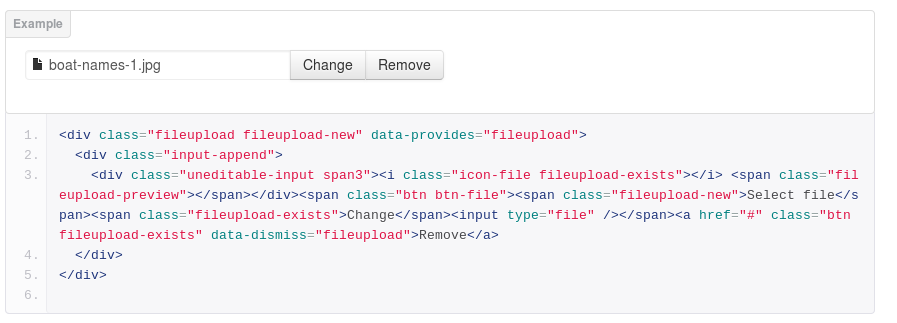 Example
boat-names-1.jpg Change Remove
1. <div class="fileupload fileupload-new" data-provides="fileupload">
2.   <div class="input-append">
3.     <div class="uneditable-input span3"><i class="icon-file fileupload-exists"></i> <span class="fil
eupload-preview"></span></div><span class="btn btn-file"><span class="fileupload-new">Select file</s
pan><span class="fileupload-exists">Change</span><input type="file" /></span><a href="#" class="btn
fileupload-exists" data-dismiss="fileupload">Remove</a>
4.   </div>
5. </div>
6.